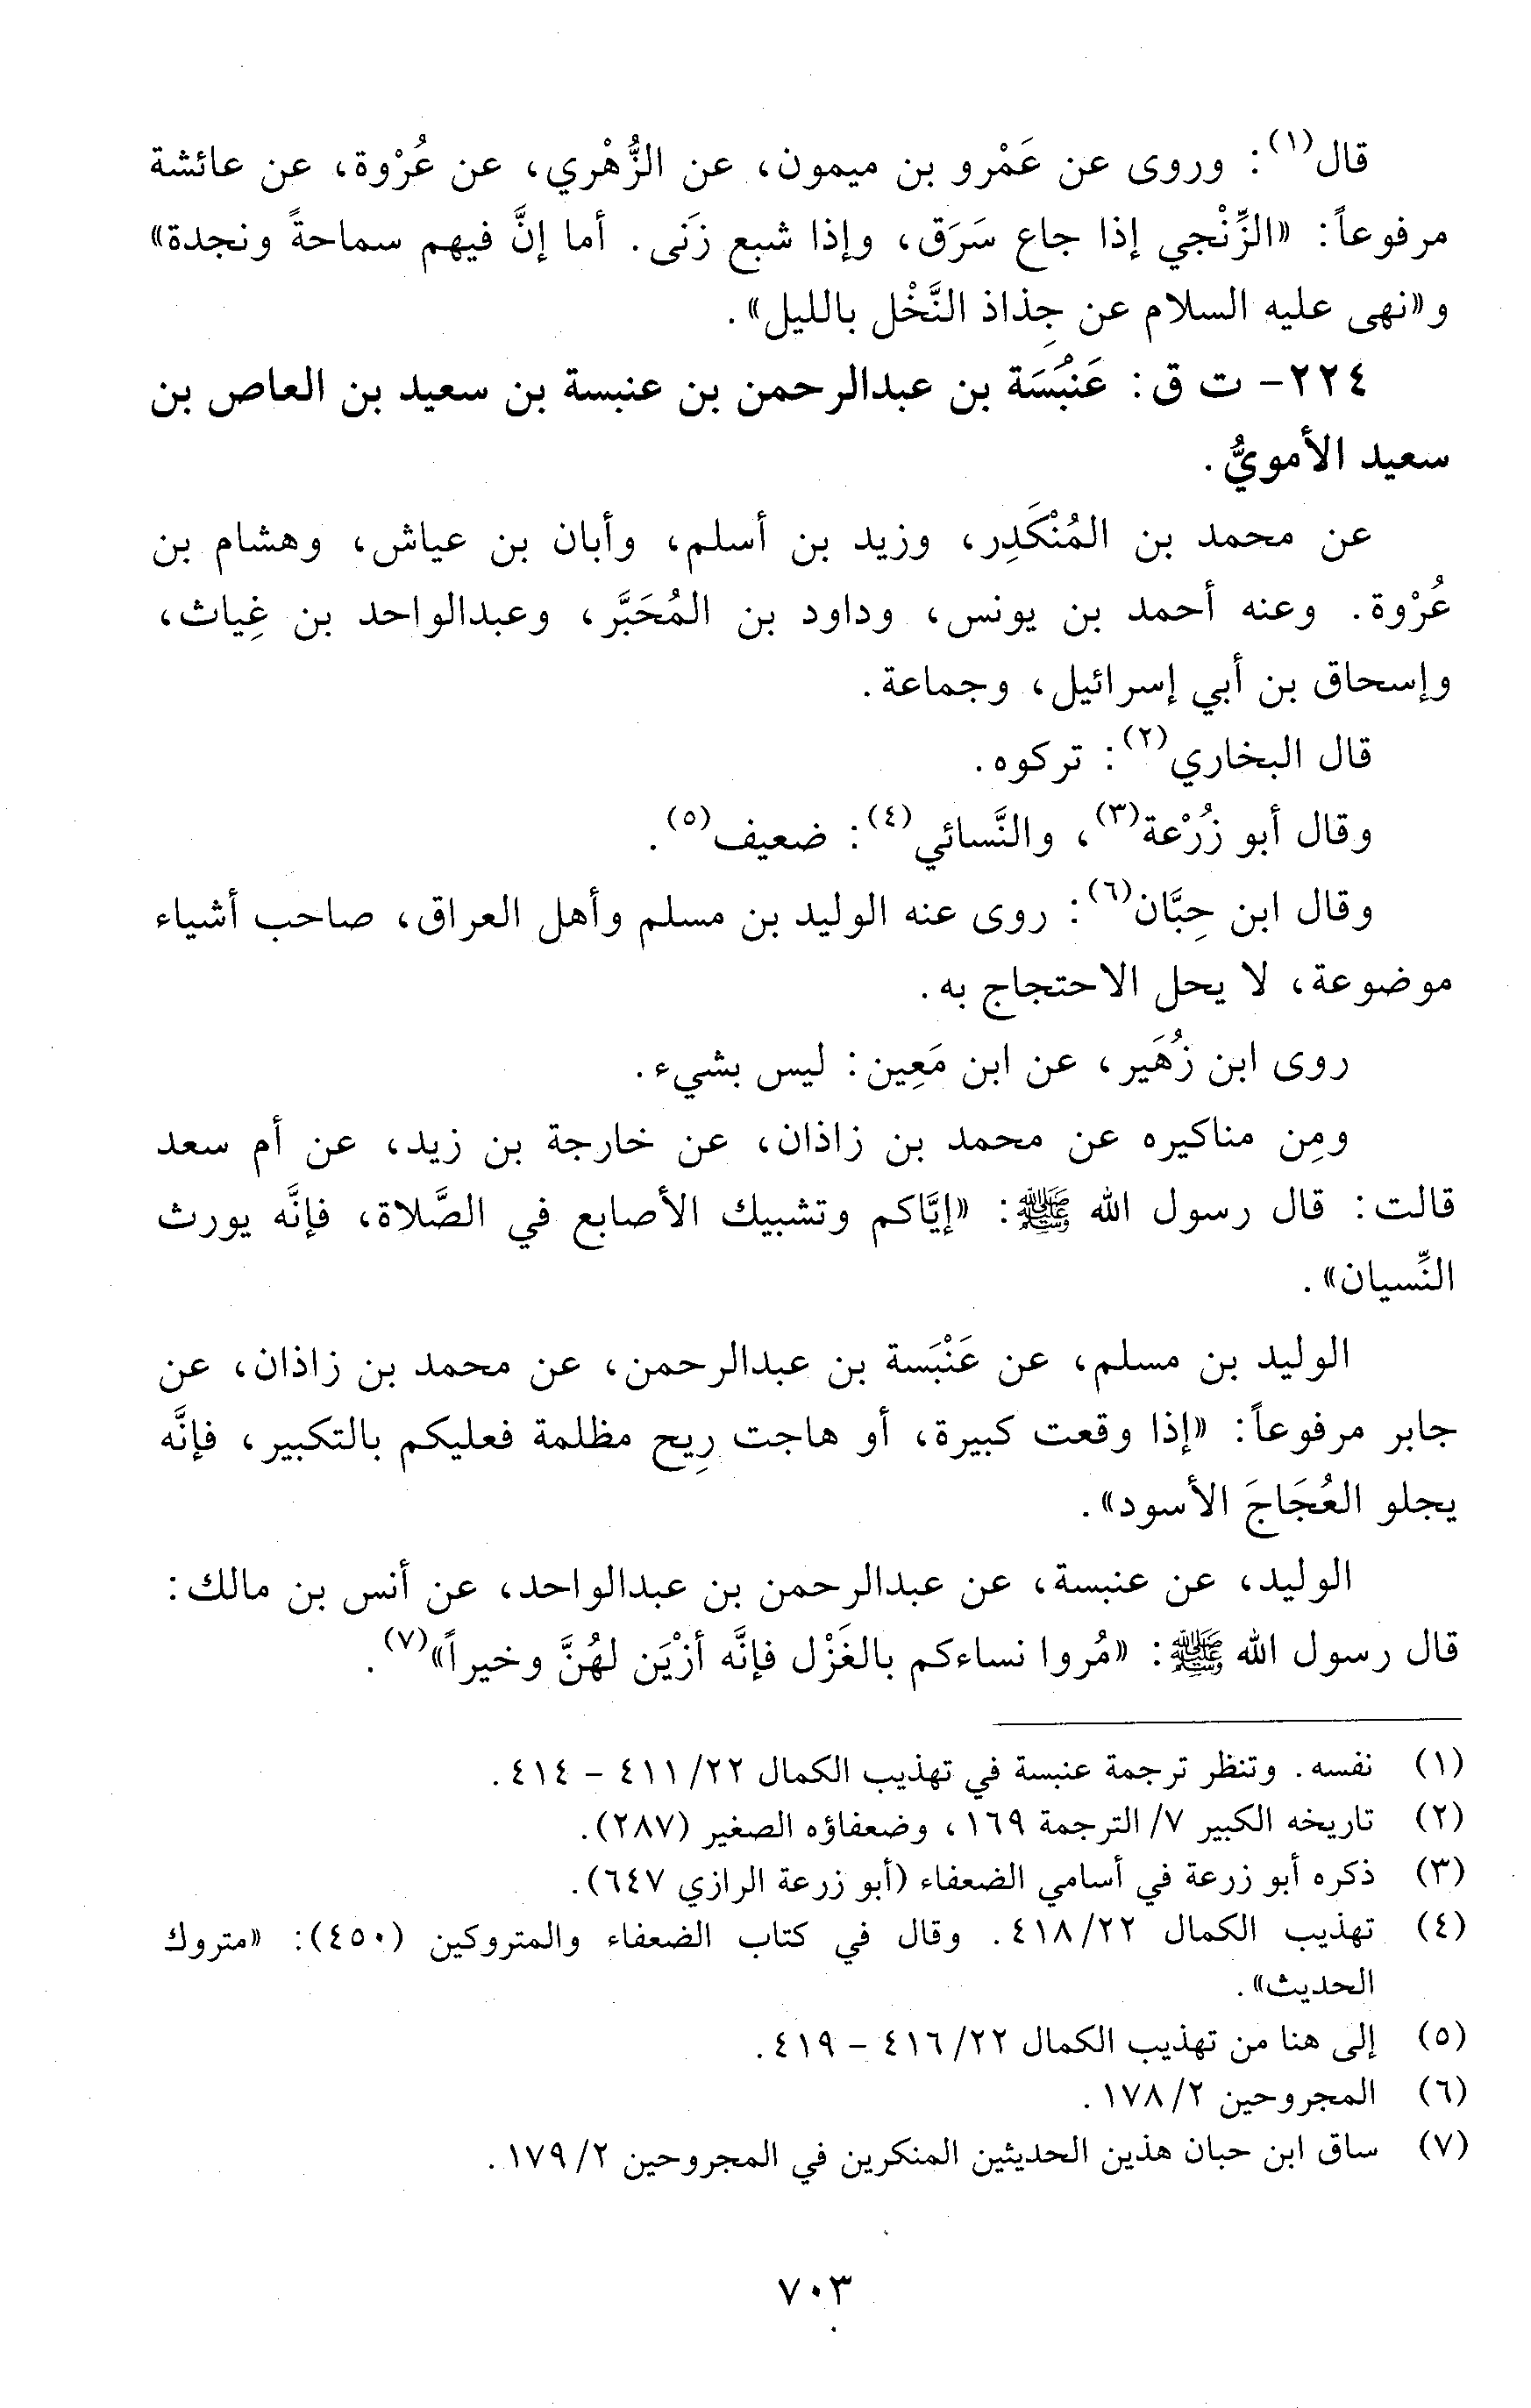 قال(١): وروى عن عَمْرو بن ميمون، عن الزُّهْري، عن عُرْوة، عن عائشة
مرفوعاً: «الزِّنْجي إذا جاع سَرَق، وإذا شبع زَنى. أما إنَّ فيهم سماحةً ونجدة»
و«نهى عليه السلام عن جِذاذ النَّخْل بالليل».
٢٢٤- ت ق: عَنبُسَة بن عبدالرحمن بن عنبسة بن سعيد بن العاص بن
سعيد الأمويُّ.
عن محمد بن المُنْكَدِر، وزيد بن أسلم، وأبان بن عياش، وهشام بن
عُرْوة. وعنه أحمد بن يونس، وداود بن المُحَبَّر، وعبدالواحد بن غِياث،
وإسحاق بن أبي إسرائيل، وجماعة.
قال البخاري(٢): تركوه.
وقال أبو زُرْعة(٣)، والنَّسائي(٤): ضعيف(٥).
وقال ابن حِبَّان(٦): روى عنه الوليد بن مسلم وأهل العراق، صاحب أشياء
موضوعة، لا يحل الاحتجاج به.
روى ابن زُهَير، عن ابن مَعِين: ليس بشيء.
ومِن مناكيره عن محمد بن زاذان، عن خارجة بن زيد، عن أم سعد
قالت: قال رسول الله ﷺ: «إيَّاكم وتشبيك الأصابع في الصَّلاة، فإنَّه يورث
النِّسيان».
الوليد بن مسلم، عن عَنْبَسة بن عبدالرحمن، عن محمد بن زاذان، عن
جابر مرفوعاً: «إذا وقعت كبيرة، أو هاجت رِيح مظلمة فعليكم بالتكبير، فإنَّه
يجلو العُجَاجَ الأسود».
الوليد، عن عنبسة، عن عبدالرحمن بن عبدالواحد، عن أنس بن مالك:
قال رسول الله ﷺ: «مُروا نساءكم بالغَزْل فإنَّه أزْيَن لهُنَّ وخيراً»(٧).
(١) نفسه. وتنظر ترجمة عنبسة في تهذيب الكمال ٢٢/ ٤١١ - ٤١٤.
(٢) تاريخه الكبير ٧/ الترجمة ١٦٩، وضعفاؤه الصغير (٢٨٧).
(٣) ذكره أبو زرعة في أسامي الضعفاء (أبو زرعة الرازي ٦٤٧).
(٤) تهذيب الكمال ٢٢/ ٤١٨. وقال في كتاب الضعفاء والمتروكين (٤٥٠): «متروك
الحديث».
(٥) إلى هنا من تهذيب الكمال ٢٢/ ٤١٦ - ٤١٩.
(٦) المجروحين ٢/ ١٧٨.
(٧) ساق ابن حبان هذين الحديثين المنكرين في المجروحين ٢/ ١٧٩.
٧٠٣